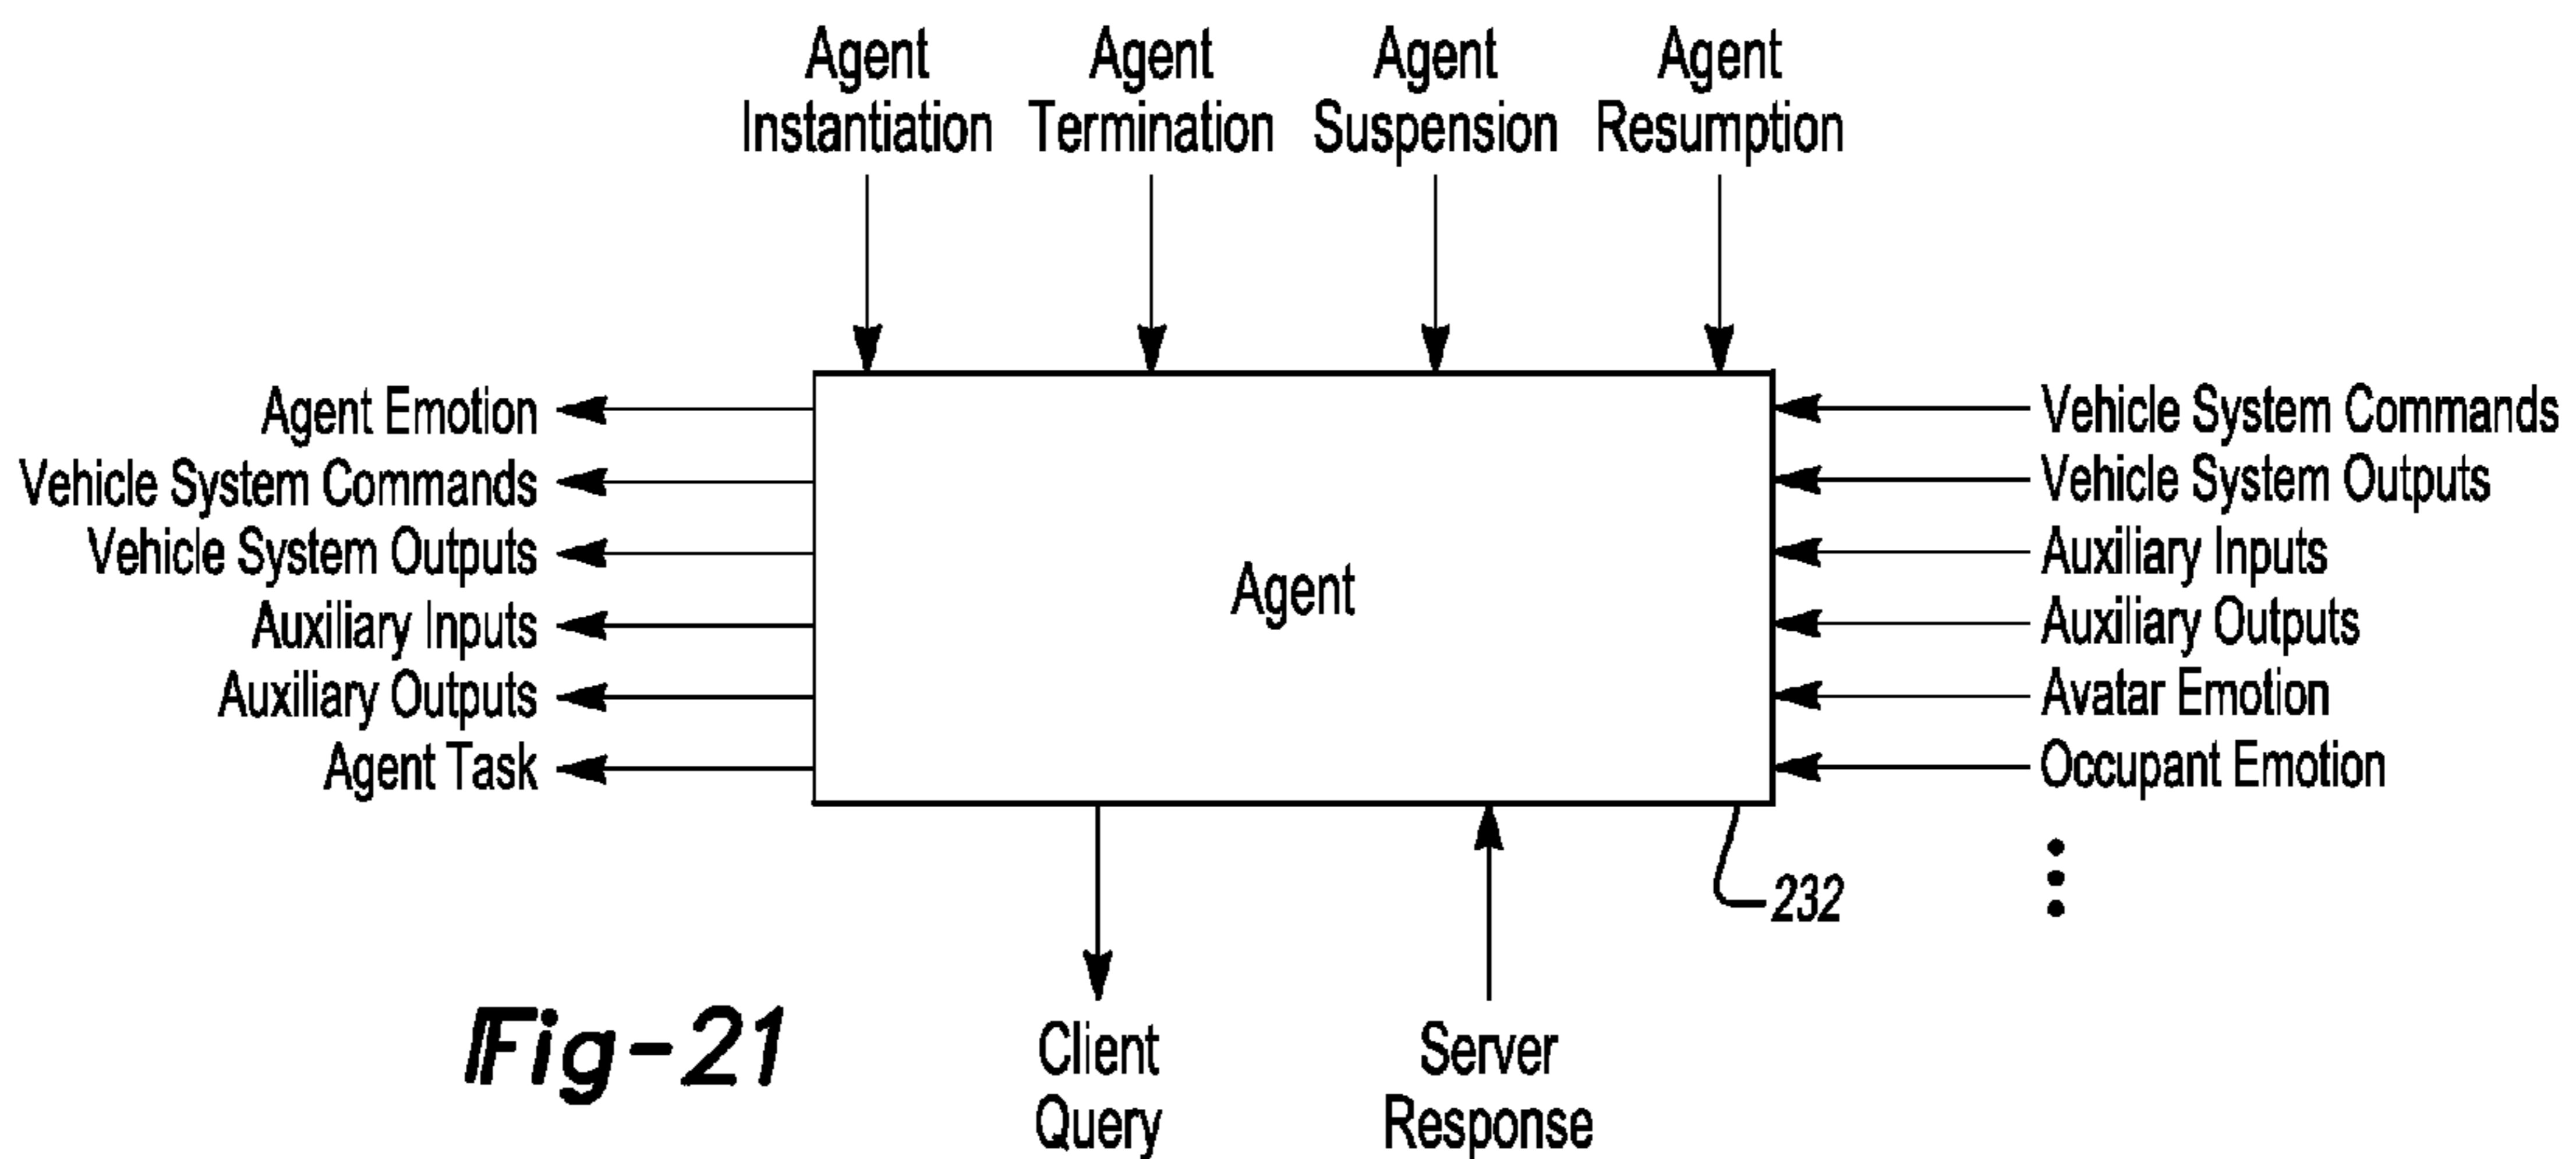 Agent
Instantiation
Agent
Termination
Agent
Suspension
Agent
Resumption
Agent Emotion
Vehicle System Commands
Vehicle System Outputs
Auxiliary Inputs
Auxiliary Outputs
Agent Task
Agent
Vehicle System Commands
Vehicle System Outputs
Auxiliary Inputs
Auxiliary Outputs
Avatar Emotion
Occupant Emotion
232
Client
Query
Server
Response
Fig-21